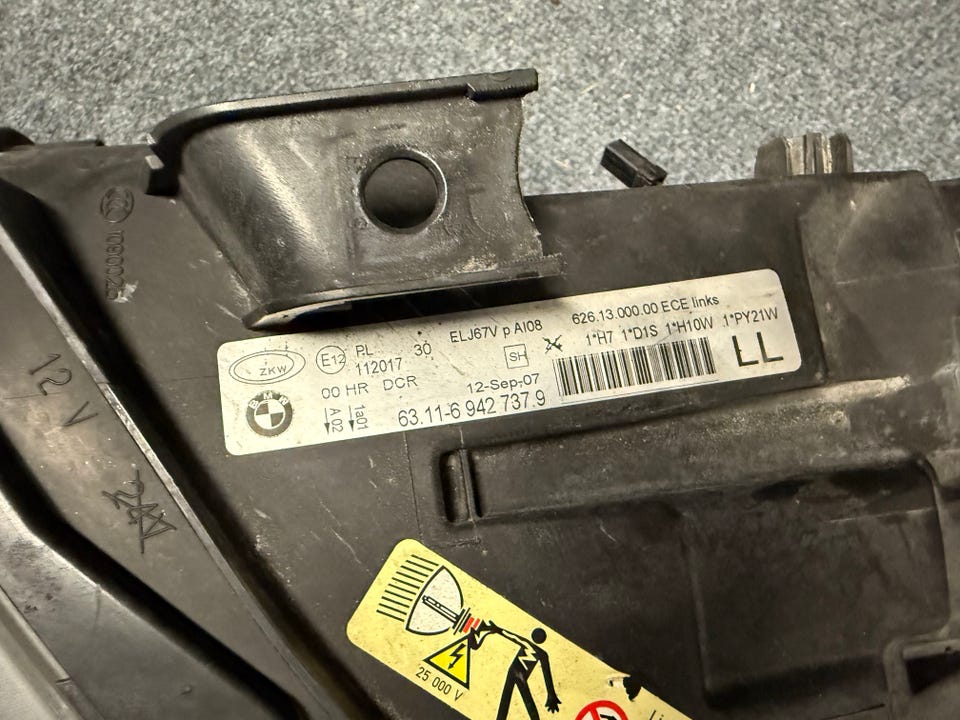 ELJ67V p AI08 626.13.000.00 ECE links
ZKW E12 P.L 30 SH 1*H7 1*D1S 1*H10W 1*PY21W
112017 LL
00 HR DCR 12-Sep.-07
BMW A02 1a01 63.11-6 942 737.9
12 V
25 000 V